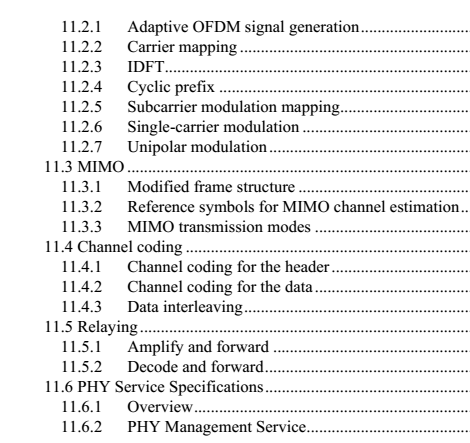 11.2.1 Adaptive OFDM signal generation
11.2.2 Carrier mapping
11.2.3 IDFT
11.2.4 Cyclic prefix
11.2.5 Subcarrier modulation mapping
11.2.6 Single-carrier modulation
11.2.7 Unipolar modulation
11.3 MIMO
11.3.1 Modified frame structure
11.3.2 Reference symbols for MIMO channel estimation
11.3.3 MIMO transmission modes
11.4 Channel coding
11.4.1 Channel coding for the header
11.4.2 Channel coding for the data
11.4.3 Data interleaving
11.5 Relaying
11.5.1 Amplify and forward
11.5.2 Decode and forward
11.6 PHY Service Specifications
11.6.1 Overview
11.6.2 PHY Management Service